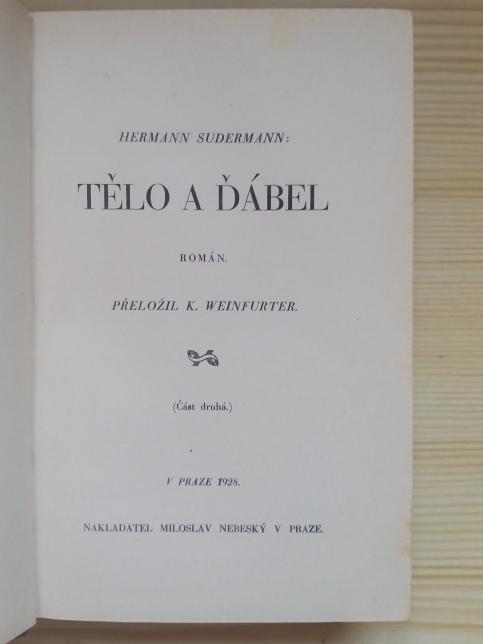 HERMANN SUDERMANN:
TĚLO A ĎÁBEL
ROMÁN.
PŘELOŽIL K. WEINFURTER.
(Část druhá.)
V PRAZE 1928.
NAKLADATEL MILOSLAV NEBESKÝ V PRAZE.